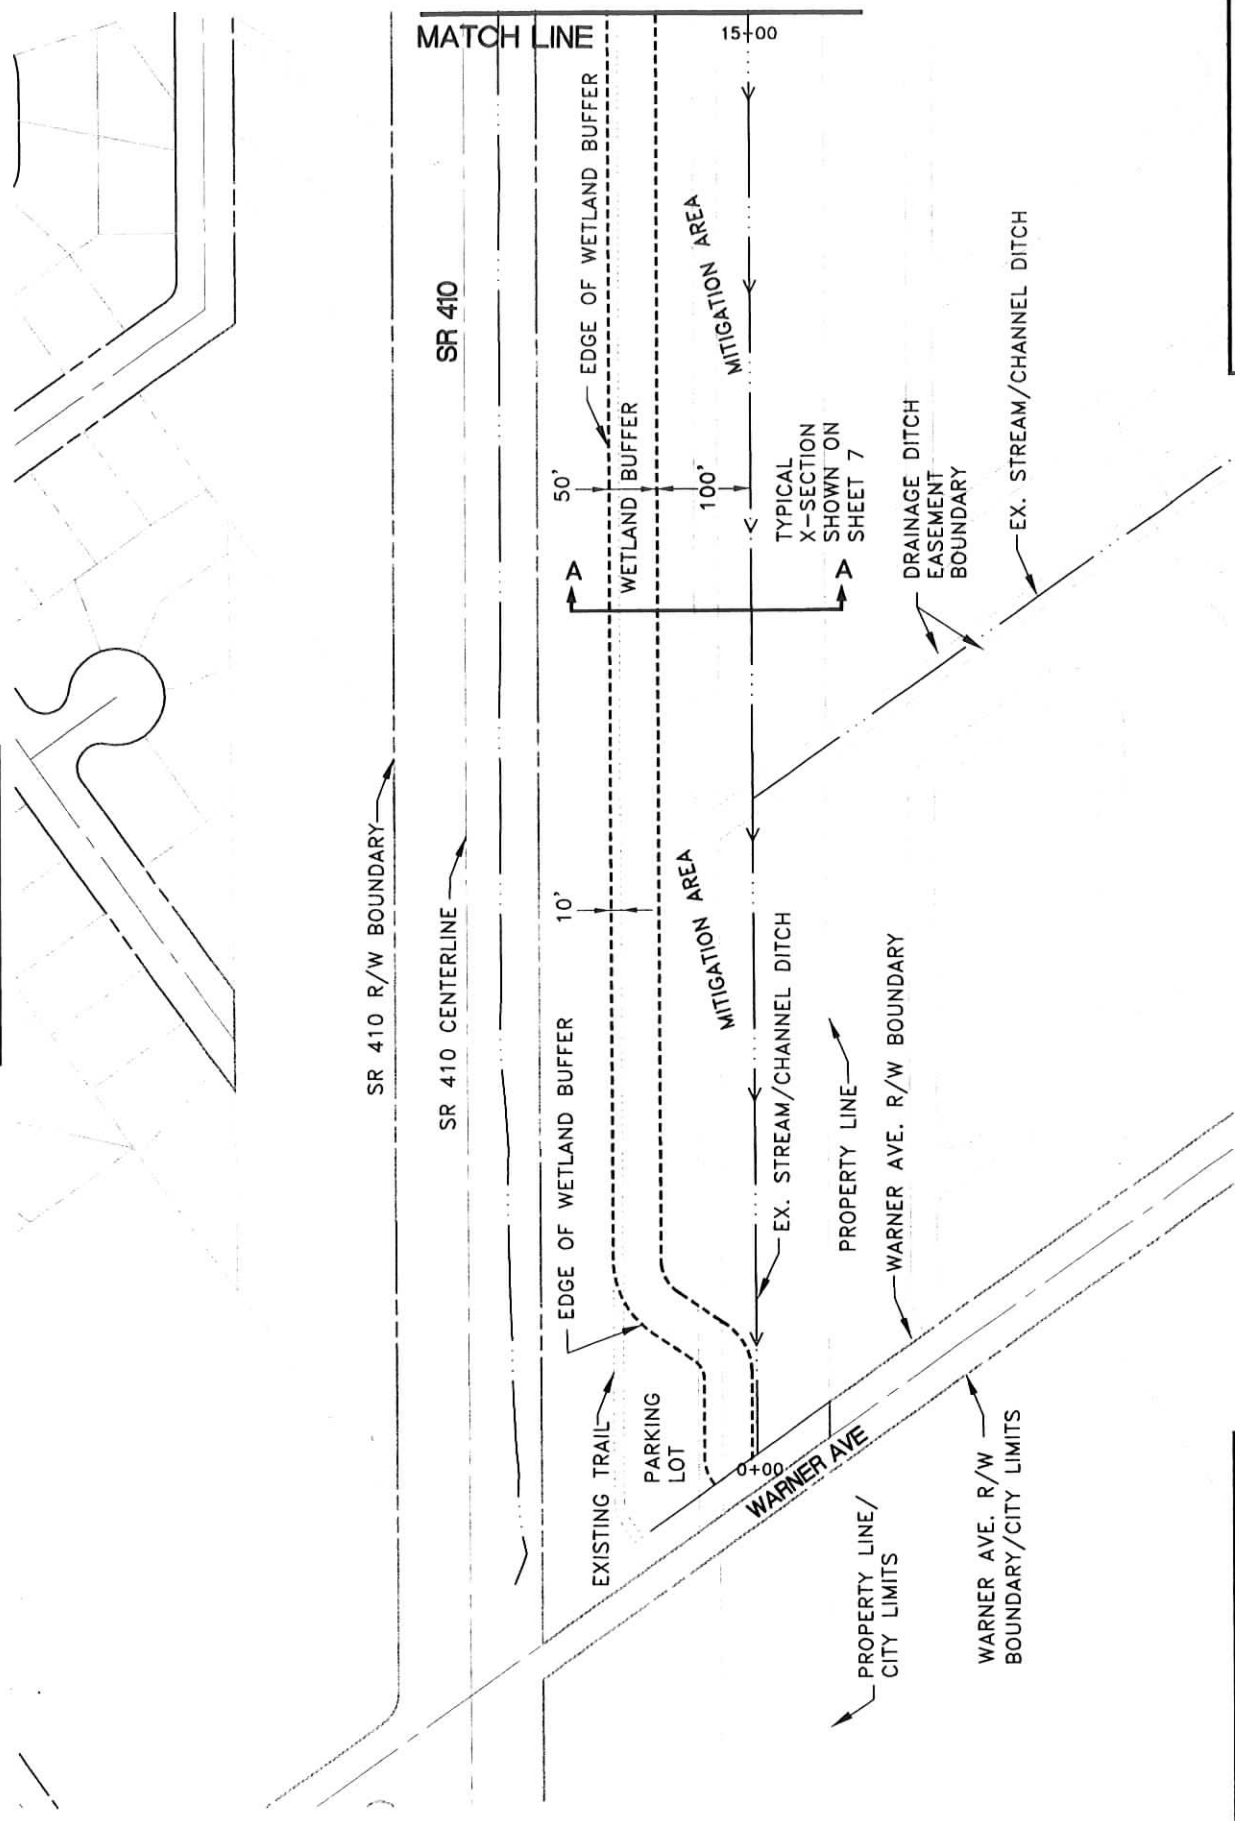 MATCH LINE
15+00
SR 410
EDGE OF WETLAND BUFFER
MITIGATION AREA
50'
WETLAND BUFFER
100'
TYPICAL
X-SECTION
SHOWN ON
SHEET 7
A
A
DRAINAGE DITCH
EASEMENT
BOUNDARY
EX. STREAM/CHANNEL DITCH
SR 410 R/W BOUNDARY
SR 410 CENTERLINE
10'
MITIGATION AREA
EDGE OF WETLAND BUFFER
EX. STREAM/CHANNEL DITCH
PROPERTY LINE
WARNER AVE. R/W BOUNDARY
EXISTING TRAIL
PARKING
LOT
0+00
WARNER AVE
PROPERTY LINE/
CITY LIMITS
WARNER AVE. R/W
BOUNDARY/CITY LIMITS